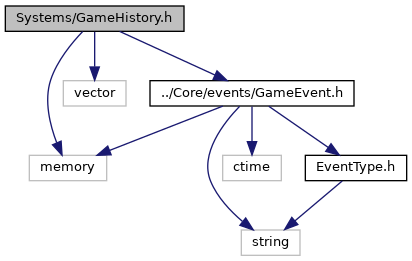 Systems/GameHistory.h
vector
../Core/events/GameEvent.h
memory
ctime
EventType.h
string